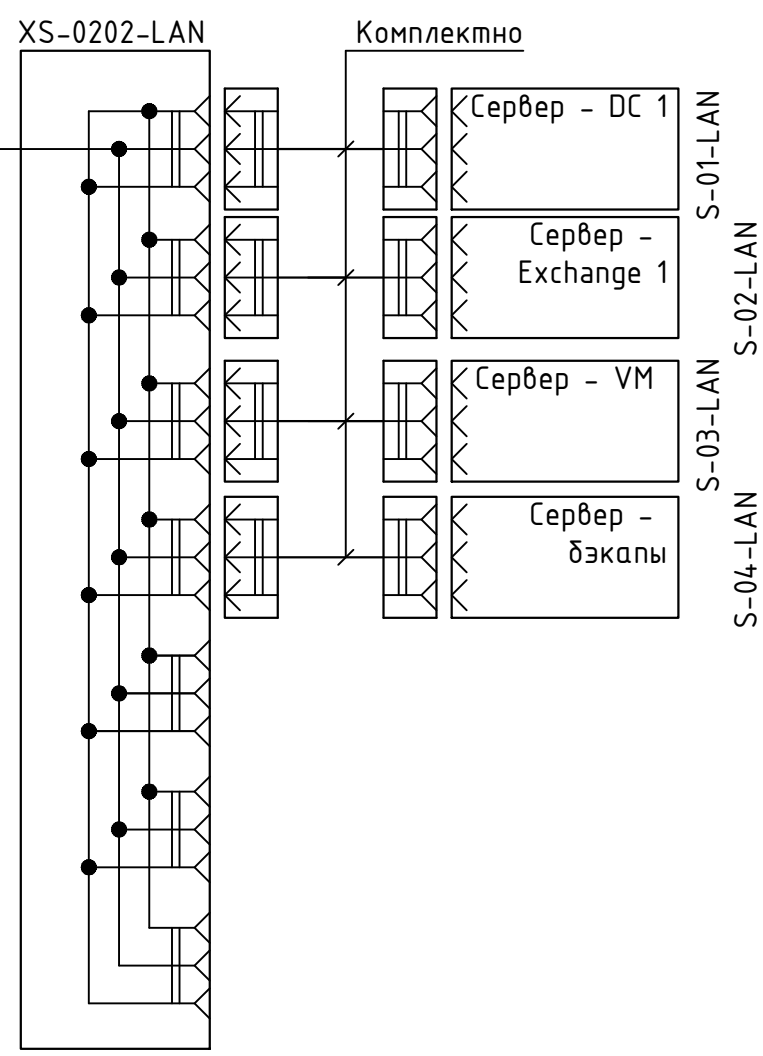 XS-0202-LAN
Комплектно
Сервер - DC 1
S-01-LAN
Сервер -
Exchange 1
S-02-LAN
Сервер - VM
S-03-LAN
Сервер -
бэкапы
S-04-LAN